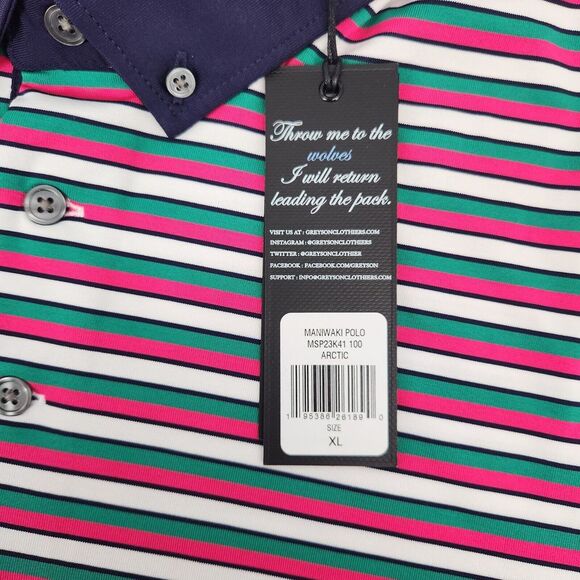 Throw me to the
wolves
I will return
leading the pack.
VISIT US AT : GREYSONCLOTHIERS.COM
INSTAGRAM : @GREYSONCLOTHIERS
TWITTER : @GREYSONCLOTHIER
FACEBOOK : FACEBOOK.COM/GREYSON
SUPPORT : INFO@GREYSONCLOTHIERS.COM
MANIWAKI POLO
MSP23K41 100
ARCTIC
1 95386 26189 0
SIZE
XL